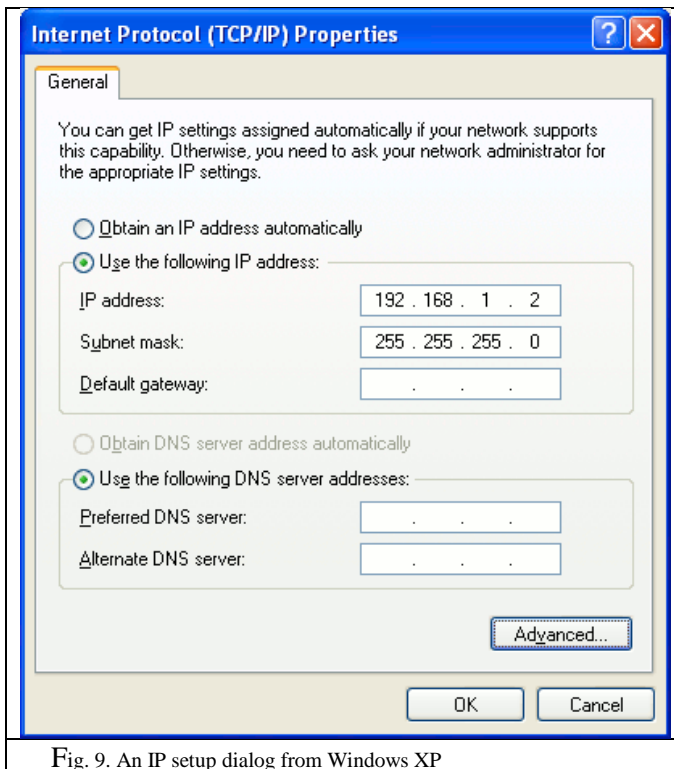 Internet Protocol (TCP/IP) Properties
General
You can get IP settings assigned automatically if your network supports
this capability. Otherwise, you need to ask your network administrator for
the appropriate IP settings.
Obtain an IP address automatically
Use the following IP address:
IP address: 192 . 168 . 1 . 2
Subnet mask: 255 . 255 . 255 . 0
Default gateway: . . .
Obtain DNS server address automatically
Use the following DNS server addresses:
Preferred DNS server: . . .
Alternate DNS server: . . .
Advanced...
OK Cancel
Fig. 9. An IP setup dialog from Windows XP